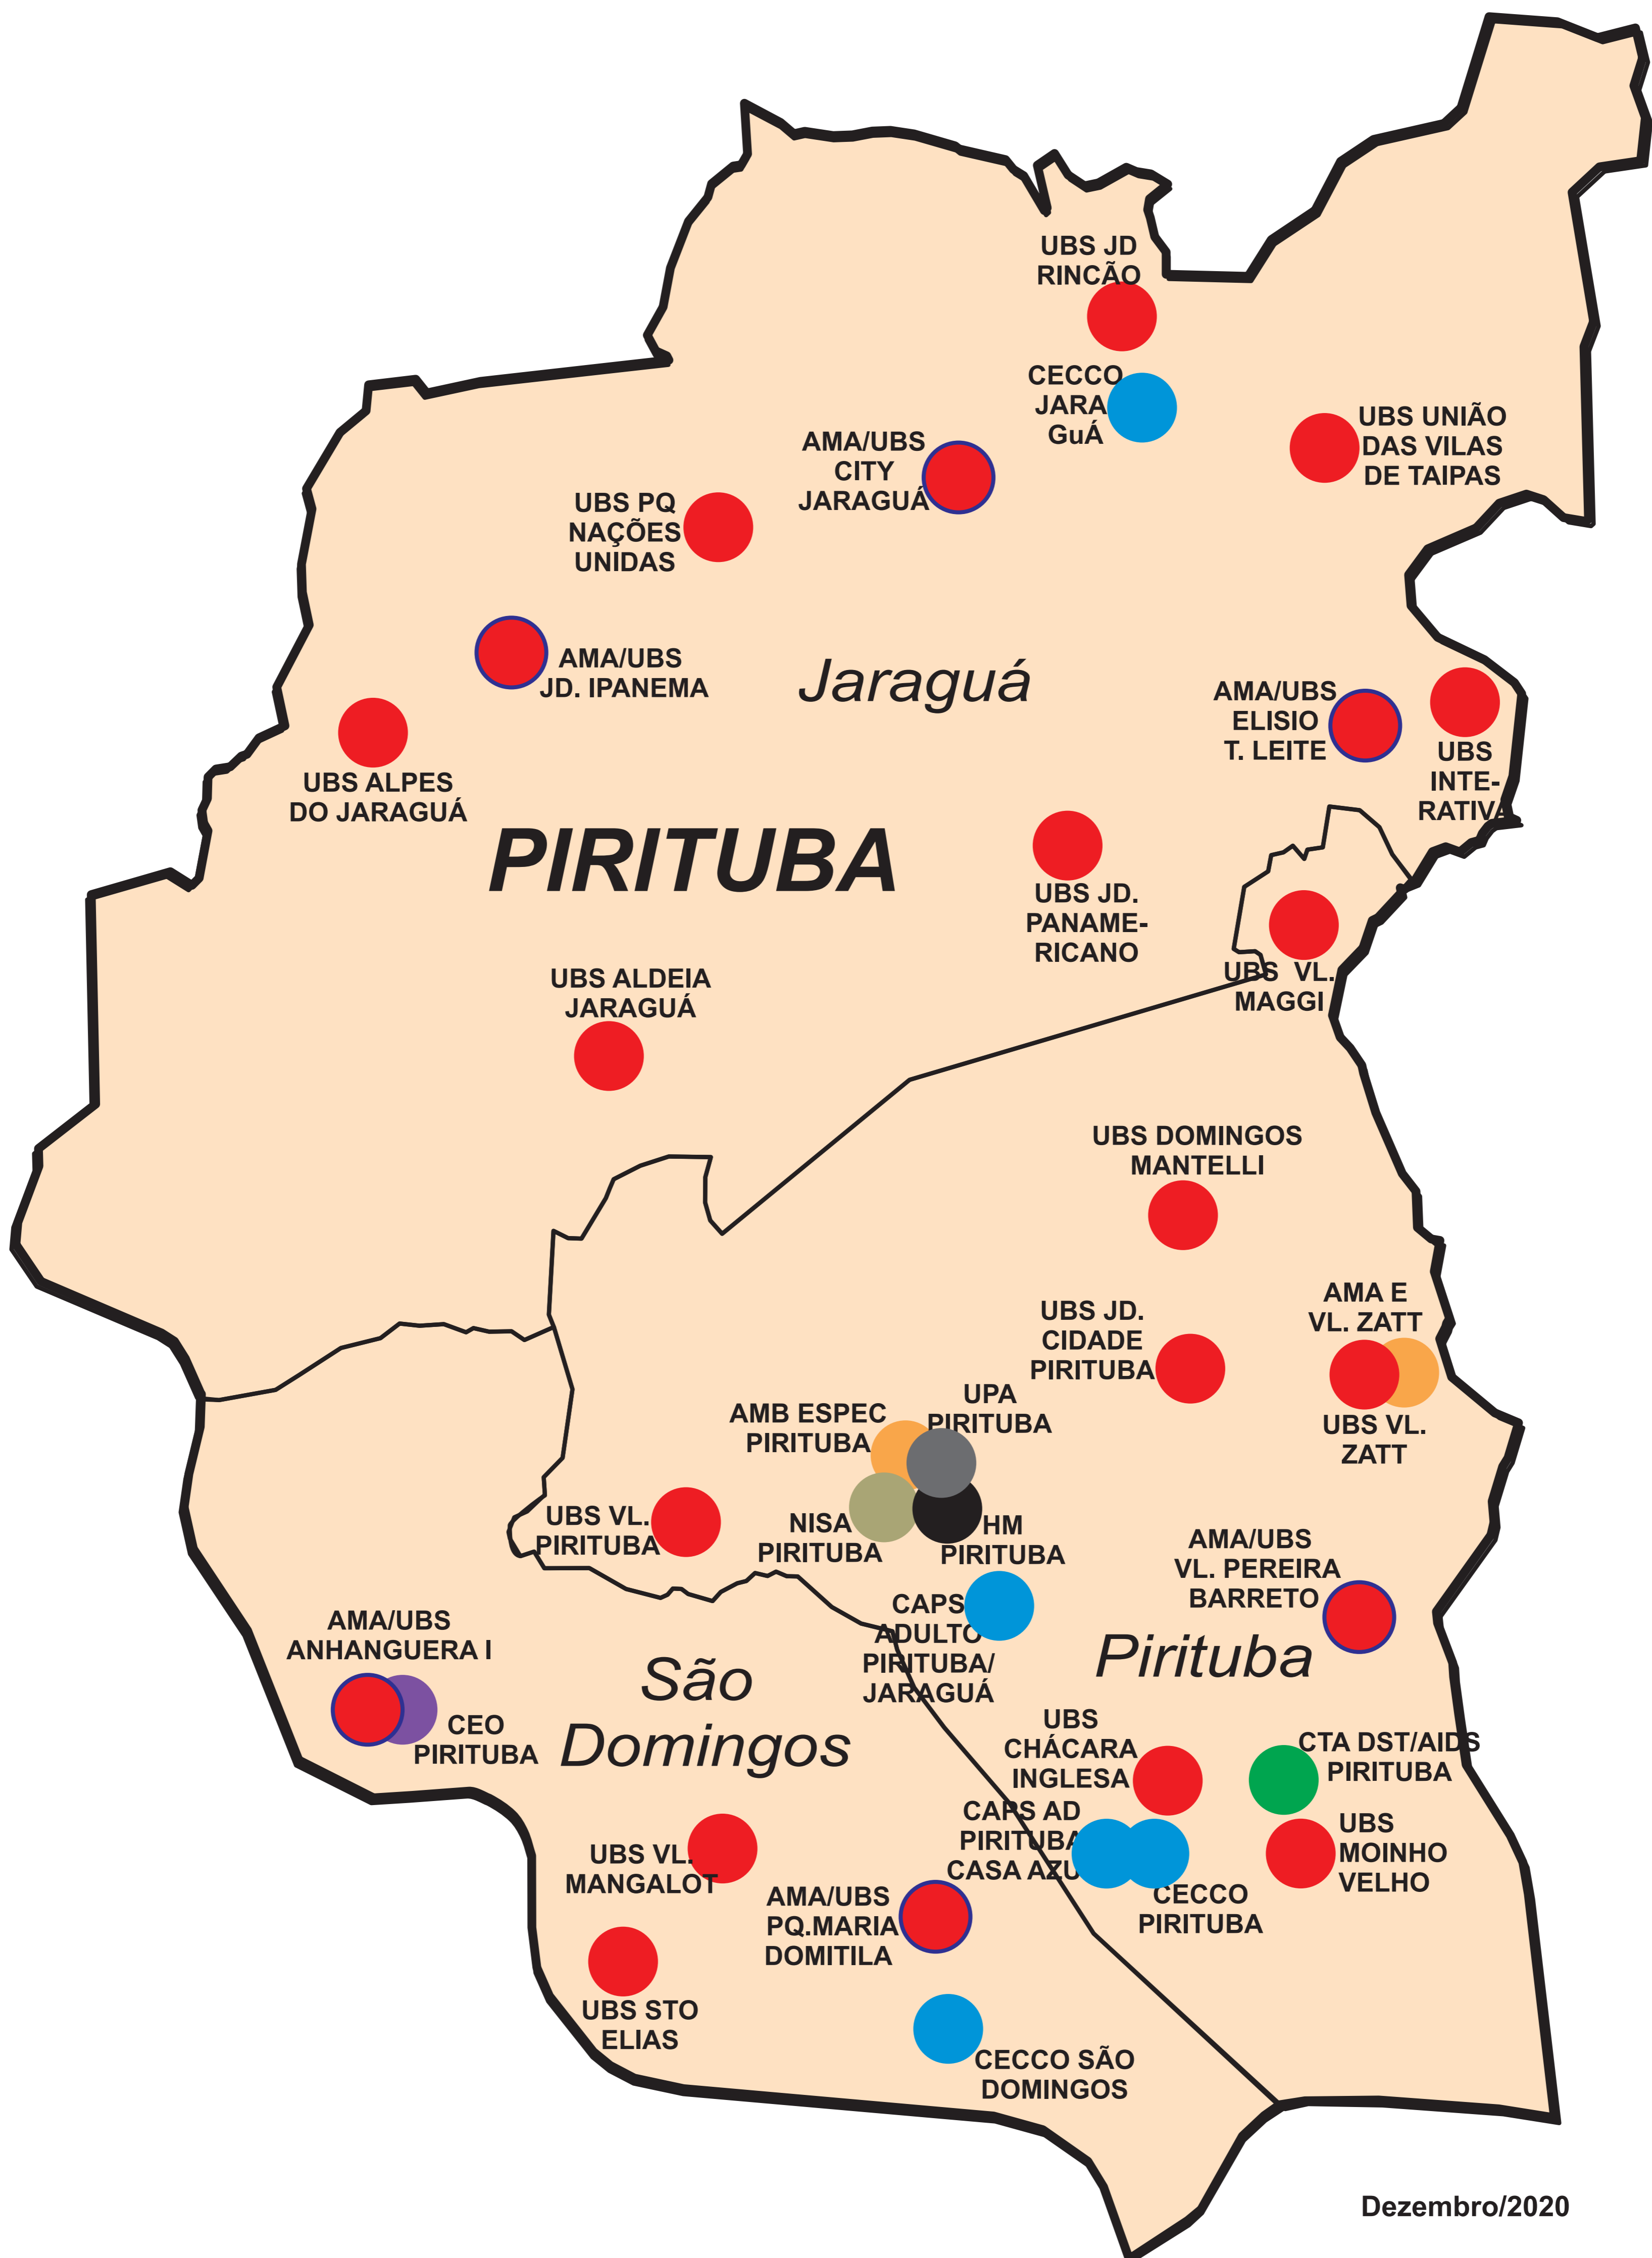 UBS JD
RINCÃO
CECCO
JARA
GuÁ
UBS UNIÃO
DAS VILAS
DE TAIPAS
AMA/UBS
CITY
JARAGUÁ
UBS PQ
NAÇÕES
UNIDAS
AMA/UBS
JD. IPANEMA
Jaraguá
AMA/UBS
ELISIO
T. LEITE
UBS
INTE-
RATIVA
UBS ALPES
DO JARAGUÁ
PIRITUBA
UBS JD.
PANAME-
RICANO
UBS VL.
MAGGI
UBS ALDEIA
JARAGUÁ
UBS DOMINGOS
MANTELLI
AMA E
VL. ZATT
UBS JD.
CIDADE
PIRITUBA
UBS VL.
ZATT
UPA
PIRITUBA
AMB ESPEC
PIRITUBA
UBS VL.
PIRITUBA
NISA
PIRITUBA
HM
PIRITUBA
AMA/UBS
VL. PEREIRA
BARRETO
CAPS
ADULTO
PIRITUBA/
JARAGUÁ
Pirituba
AMA/UBS
ANHANGUERA I
CEO
PIRITUBA
São
Domingos
UBS
CHÁCARA
INGLESA
CTA DST/AIDS
PIRITUBA
CAPS AD
PIRITUBA
CASA AZU
UBS
MOINHO
VELHO
CECCO
PIRITUBA
UBS VL.
MANGALOT
AMA/UBS
PQ.MARIA
DOMITILA
UBS STO
ELIAS
CECCO SÃO
DOMINGOS
Dezembro/2020